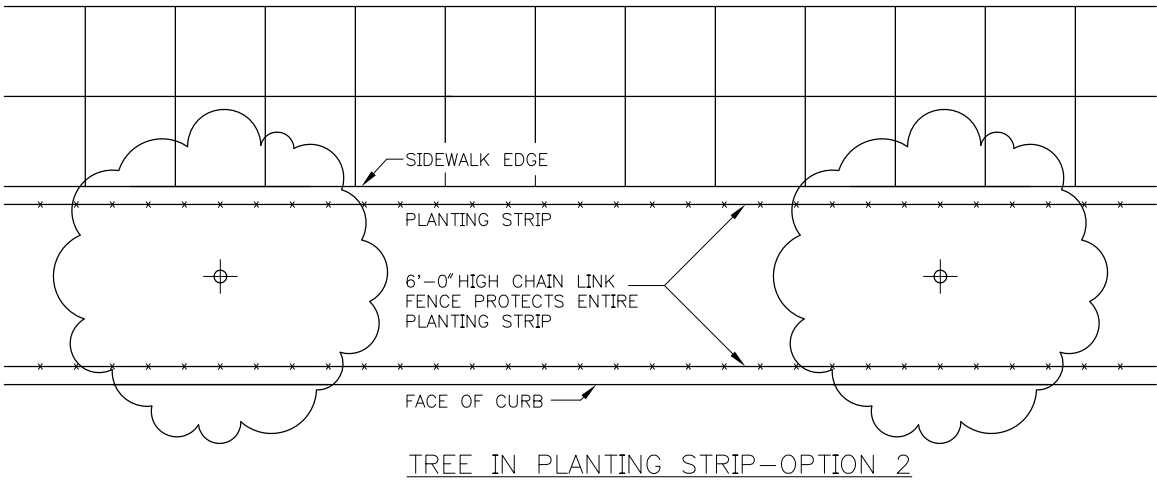 SIDEWALK EDGE
PLANTING STRIP
6'-0" HIGH CHAIN LINK
FENCE PROTECTS ENTIRE
PLANTING STRIP
FACE OF CURB
TREE IN PLANTING STRIP-OPTION 2